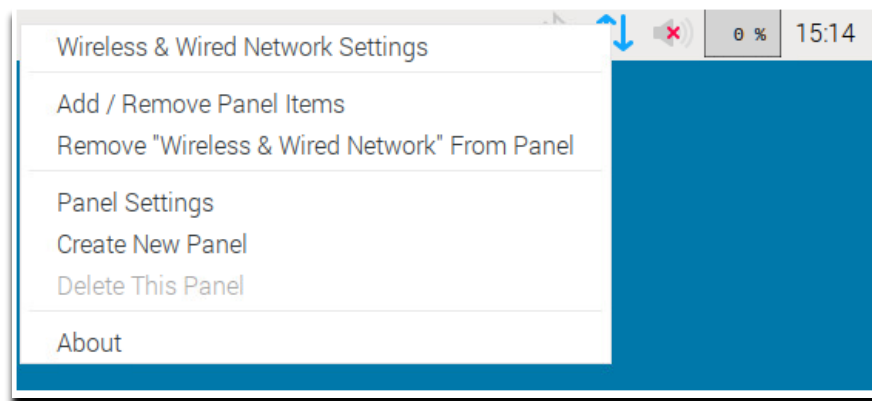 0 % 15:14
Wireless & Wired Network Settings
Add / Remove Panel Items
Remove "Wireless & Wired Network" From Panel
Panel Settings
Create New Panel
Delete This Panel
About